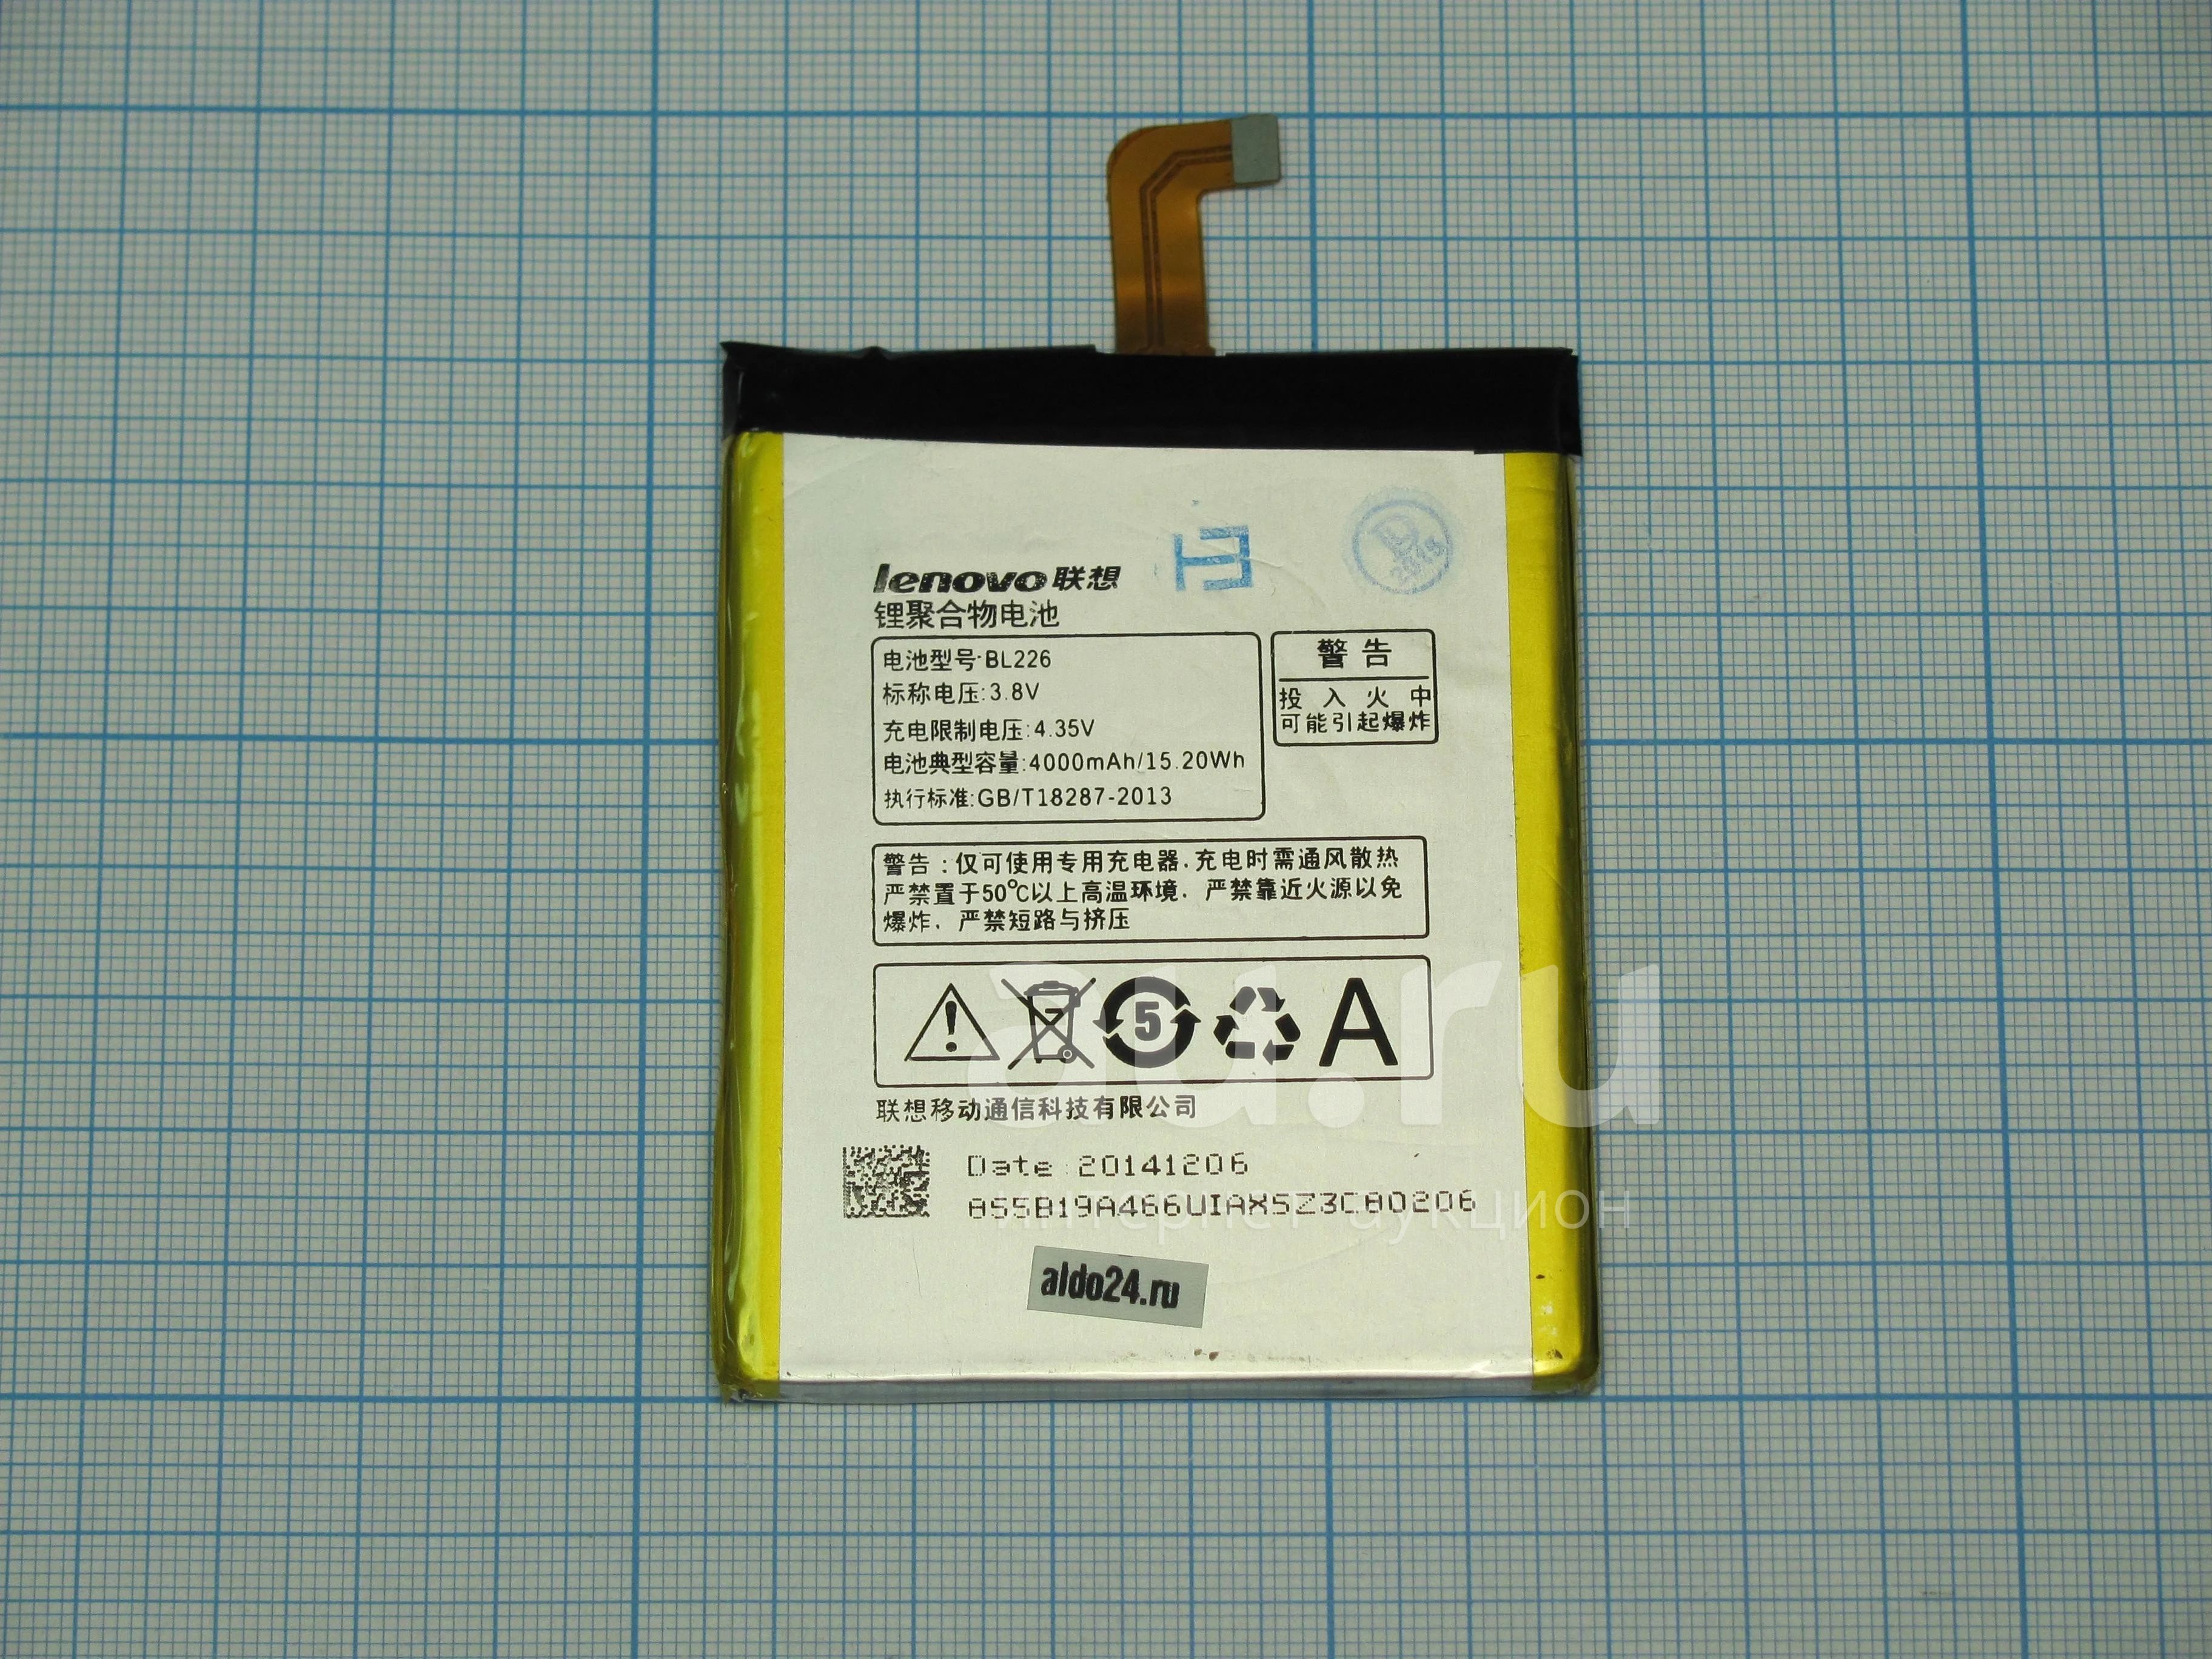 lenovo联想
锂聚合物电池
电池型号:BL226
标称电压:3.8V
充电限制电压:4.35V
电池典型容量:4000mAh/15.20Wh
执行标准:GB/T18287-2013
警告
投入火中
可能引起爆炸
警告:仅可使用专用充电器,充电时需通风散热
严禁置于50℃以上高温环境,严禁靠近火源以免
爆炸,严禁短路与挤压
5
A
联想移动通信科技有限公司
Date:20141206
8S5B19A466UIAX5Z3C80206
aldo24.ru
au.ru
интернет-аукцион